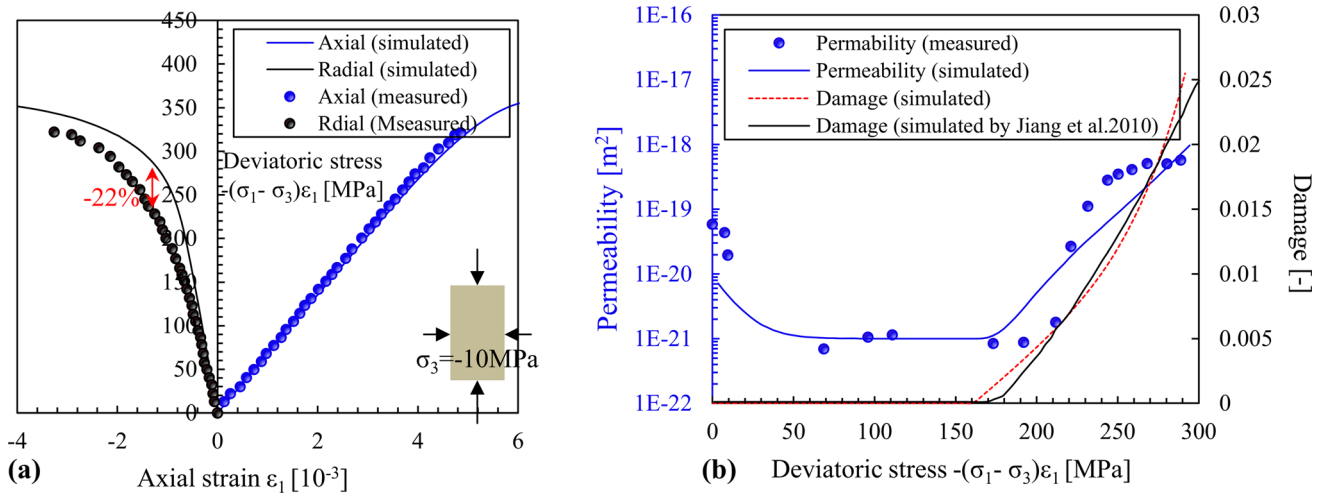 450
400
350
300
250
200
150
100
50
0
Axial (simulated)
Radial (simulated)
Axial (measured)
Rdial (Mseasured)
Deviatoric stress
-(σ1- σ3)ε1 [MPa]
-22%
σ3=-10MPa
-4 -2 0 2 4 6
(a) Axial strain ε1 [10-3]
1E-16
1E-17
1E-18
1E-19
1E-20
1E-21
1E-22
Permeability [m2]
Permability (measured)
Permeability (simulated)
Damage (simulated)
Damage (simulated by Jiang et al.2010)
0.03
0.025
0.02
0.015
0.01
0.005
0
Damage [-]
0 50 100 150 200 250 300
(b) Deviatoric stress -(σ1- σ3)ε1 [MPa]